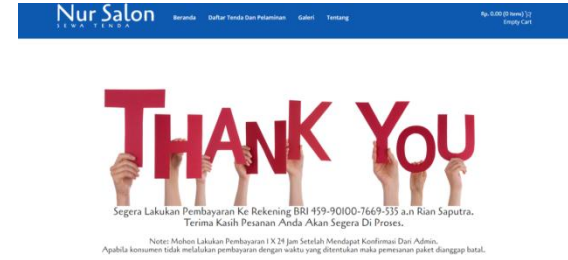 Nur Salon
SEWA TENDA
Beranda Daftar Tenda Dan Pelaminan Galeri Tentang
Rp. 0.00 (0 items)
Empty Cart
THANK YOU
Segera Lakukan Pembayaran Ke Rekening BRI 459-90100-7669-535 a.n Rian Saputra.
Terima Kasih Pesanan Anda Akan Segera Di Proses.
Note: Mohon Lakukan Pembayaran 1 X 24 Jam Setelah Mendapat Konfirmasi Dari Admin.
Apabila konsumen tidak melalukan pembayaran dengan waktu yang ditentukan maka pemesanan paket dianggap batal.